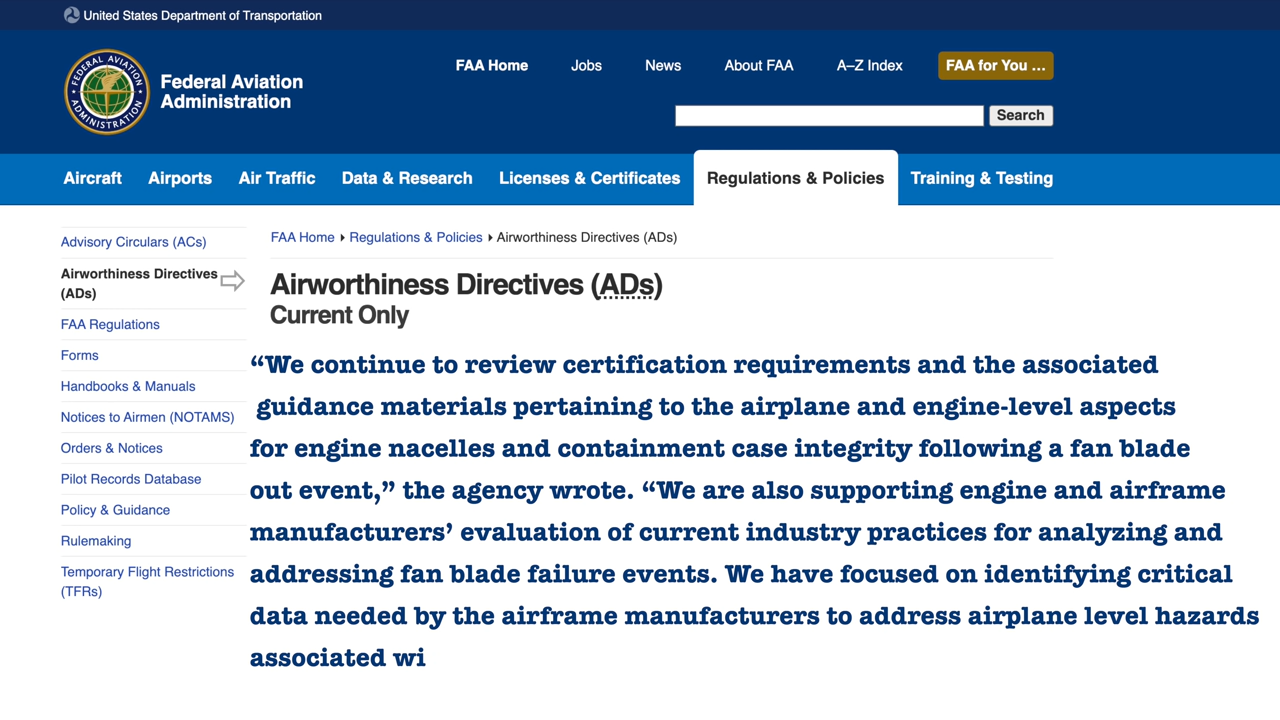 United States Department of Transportation
FAA Home Jobs News About FAA A–Z Index FAA for You ...
FEDERAL AVIATION ADMINISTRATION
Federal Aviation
Administration
Search
Aircraft Airports Air Traffic Data & Research Licenses & Certificates Regulations & Policies Training & Testing
Advisory Circulars (ACs)
Airworthiness Directives
(ADs)
FAA Regulations
Forms
Handbooks & Manuals
Notices to Airmen (NOTAMS)
Orders & Notices
Pilot Records Database
Policy & Guidance
Rulemaking
Temporary Flight Restrictions
(TFRs)
FAA Home Regulations & Policies Airworthiness Directives (ADs)
Airworthiness Directives (ADs)
Current Only
“We continue to review certification requirements and the associated
guidance materials pertaining to the airplane and engine-level aspects
for engine nacelles and containment case integrity following a fan blade
out event,” the agency wrote. “We are also supporting engine and airframe
manufacturers’ evaluation of current industry practices for analyzing and
addressing fan blade failure events. We have focused on identifying critical
data needed by the airframe manufacturers to address airplane level hazards
associated wi